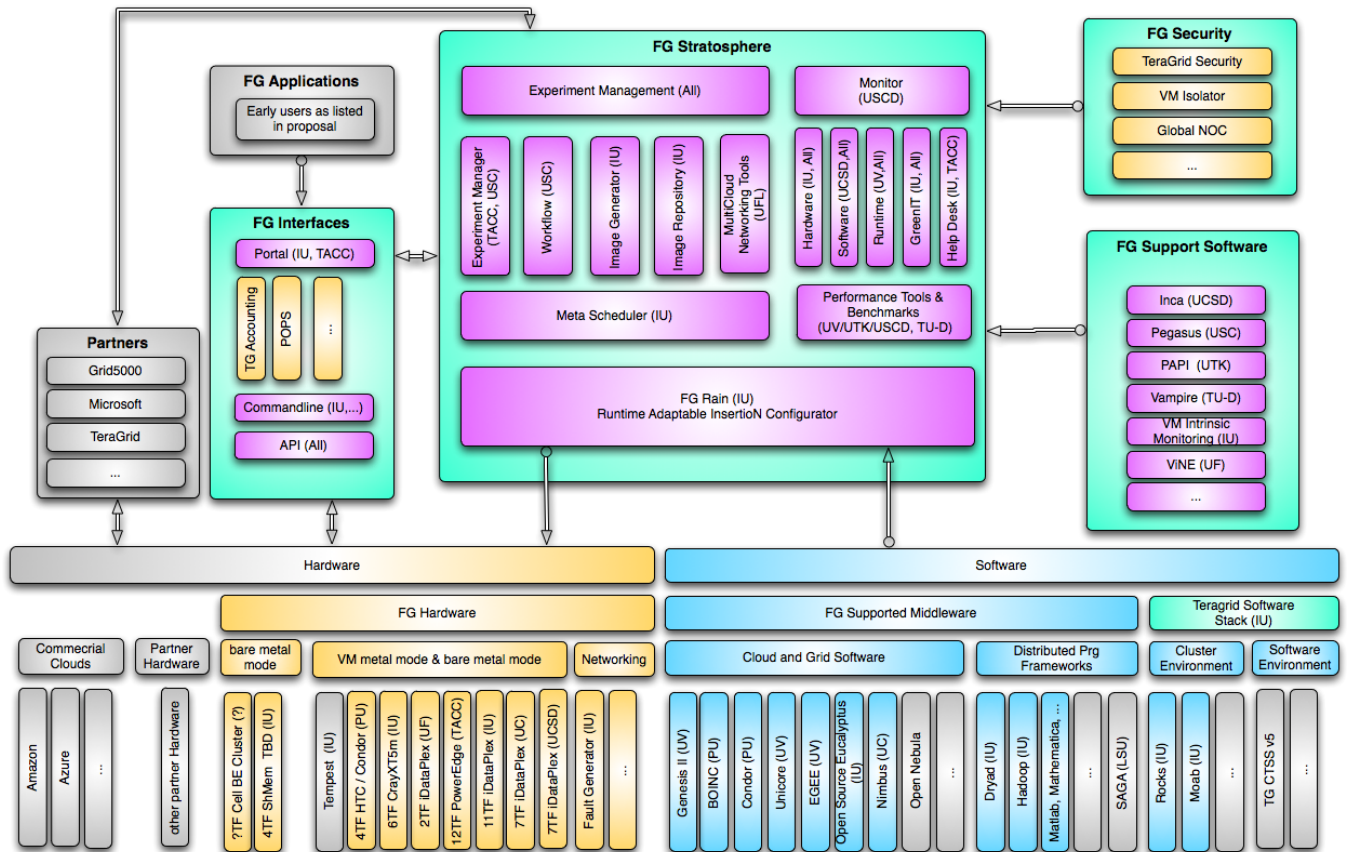 FG Stratosphere
Experiment Management (All)
Monitor
(USCD)
Experiment Manager
(TACC, USC)
Workflow (USC)
Image Generator (IU)
Image Repository (IU)
MultiCloud
Networking Tools
(UFL)
Hardware (IU, All)
Software (UCSD,All)
Runtime (UV,All)
GreenIT (IU, All)
Help Desk (IU, TACC)
Meta Scheduler (IU)
Performance Tools &
Benchmarks
(UV/UTK/USCD, TU-D)
FG Rain (IU)
Runtime Adaptable InsertioN Configurator
FG Security
TeraGrid Security
VM Isolator
Global NOC
...
FG Applications
Early users as listed
in proposal
FG Interfaces
Portal (IU, TACC)
TG Accounting
POPS
...
Commandline (IU,...)
API (All)
Partners
Grid5000
Microsoft
TeraGrid
...
FG Support Software
Inca (UCSD)
Pegasus (USC)
PAPI (UTK)
Vampire (TU-D)
VM Intrinsic
Monitoring (IU)
ViNE (UF)
...
Hardware
Software
FG Hardware
FG Supported Middleware
Teragrid Software
Stack (IU)
Commecrial
Clouds
Partner
Hardware
bare metal
mode
VM metal mode & bare metal mode
Networking
Cloud and Grid Software
Distributed Prg
Frameworks
Cluster
Environment
Software
Environment
Amazon
Azure
...
other partner Hardware
?TF Cell BE Cluster (?)
4TF ShMem TBD (IU)
Tempest (IU)
4TF HTC / Condor (PU)
6TF CrayXT5m (IU)
2TF iDataPlex (UF)
12TF PowerEdge (TACC)
11TF iDataPlex (IU)
7TF iDataPlex (UC)
7TF iDataPlex (UCSD)
Fault Generator (IU)
...
Genesis II (UV)
BOINC (PU)
Condor (PU)
Unicore (UV)
EGEE (UV)
Open Source Eucalyptus
(IU)
Nimbus (UC)
Open Nebula
...
Dryad (IU)
Hadoop (IU)
Matlab, Mathematica, ...
...
SAGA (LSU)
Rocks (IU)
Moab (IU)
...
TG CTSS v5
...